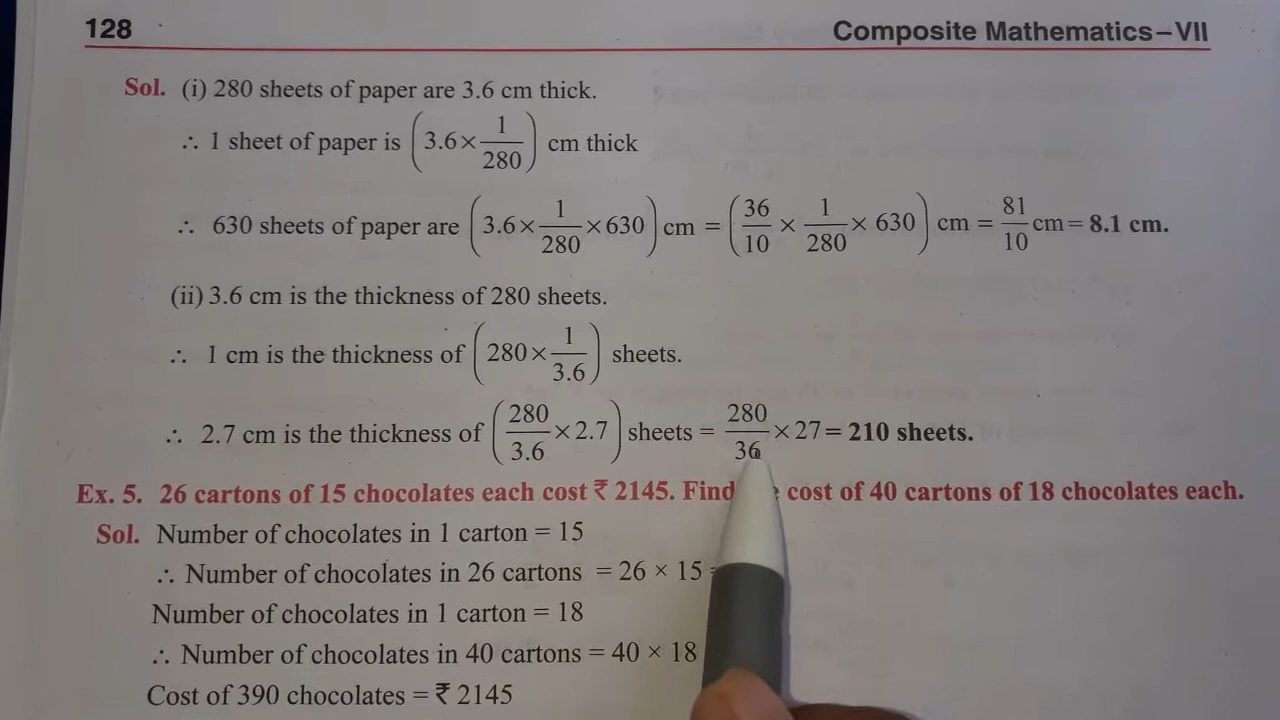 128 Composite Mathematics–VII
Sol. (i) 280 sheets of paper are 3.6 cm thick.
∴ 1 sheet of paper is (3.6 × 1/280) cm thick
∴ 630 sheets of paper are (3.6 × 1/280 × 630) cm = (36/10 × 1/280 × 630) cm = 81/10 cm = 8.1 cm.
(ii) 3.6 cm is the thickness of 280 sheets.
∴ 1 cm is the thickness of (280 × 1/3.6) sheets.
∴ 2.7 cm is the thickness of (280/3.6 × 2.7) sheets = 280/36 × 27 = 210 sheets.
Ex. 5. 26 cartons of 15 chocolates each cost ₹ 2145. Find cost of 40 cartons of 18 chocolates each.
Sol. Number of chocolates in 1 carton = 15
∴ Number of chocolates in 26 cartons = 26 × 15 =
Number of chocolates in 1 carton = 18
∴ Number of chocolates in 40 cartons = 40 × 18
Cost of 390 chocolates = ₹ 2145